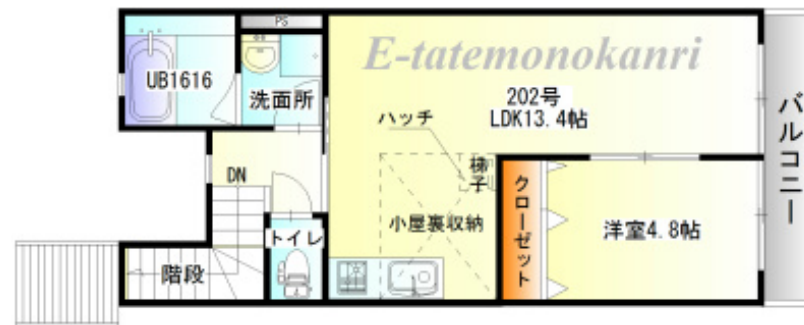 PS
E-tatemonokanri
UB1616
洗面所
202号
LDK13.4帖
バルコニー
ハッチ
梯子
DN
クローゼット
小屋裏収納
洋室4.8帖
トイレ
階段